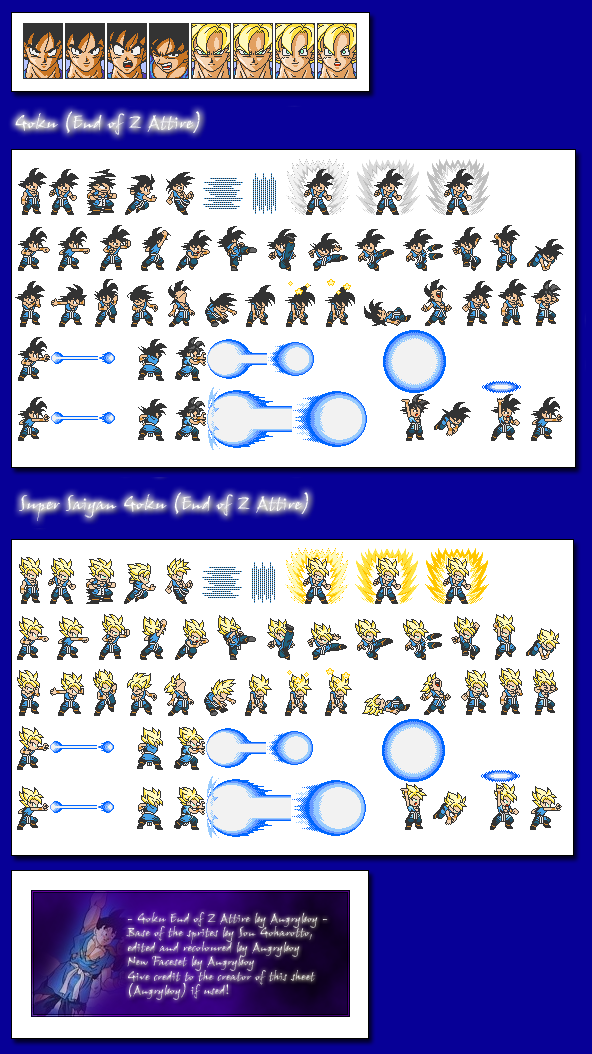 Goku (End of Z Attire)
Super Saiyan Goku (End of Z Attire)
- Goku End of Z Attire by Angryboy -
Base of the sprites by Son Goharotto,
edited and recoloured by Angryboy
New Faceset by Angryboy
Give credit to the creator of this sheet
(Angryboy) if used!